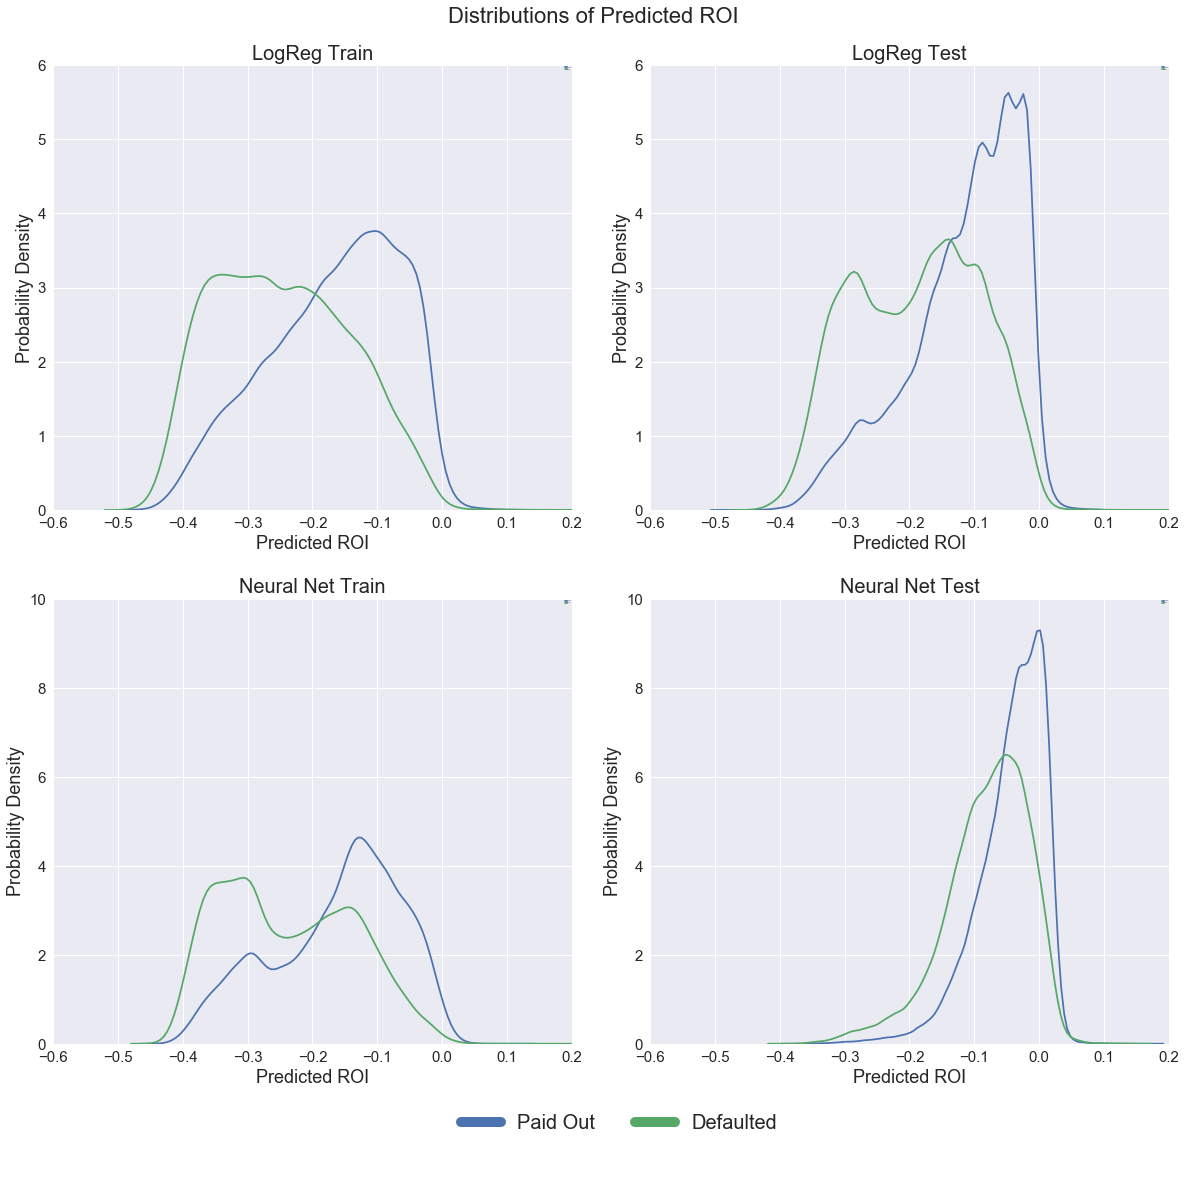 Distributions of Predicted ROI
LogReg Train
6
5
4
3
2
1
0
Probability Density
−0.6 −0.5 −0.4 −0.3 −0.2 −0.1 0.0 0.1 0.2
Predicted ROI
LogReg Test
6
5
4
3
2
1
0
Probability Density
−0.6 −0.5 −0.4 −0.3 −0.2 −0.1 0.0 0.1 0.2
Predicted ROI
Neural Net Train
10
8
6
4
2
0
Probability Density
−0.6 −0.5 −0.4 −0.3 −0.2 −0.1 0.0 0.1 0.2
Predicted ROI
Neural Net Test
10
8
6
4
2
0
Probability Density
−0.6 −0.5 −0.4 −0.3 −0.2 −0.1 0.0 0.1 0.2
Predicted ROI
Paid Out
Defaulted